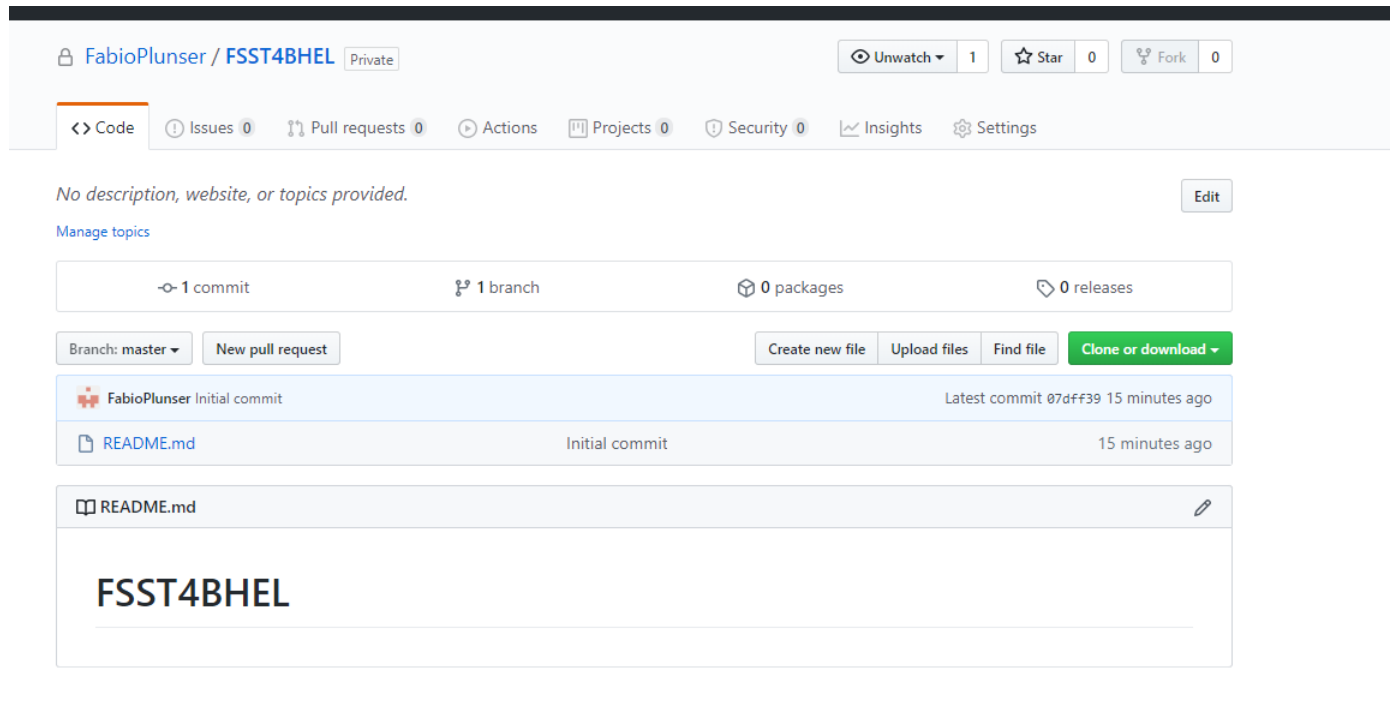 FabioPlunser / FSST4BHEL Private Unwatch 1 Star 0 Fork 0
Code Issues 0 Pull requests 0 Actions Projects 0 Security 0 Insights Settings
No description, website, or topics provided. Edit
Manage topics
1 commit 1 branch 0 packages 0 releases
Branch: master New pull request Create new file Upload files Find file Clone or download
FabioPlunser Initial commit Latest commit 07dff39 15 minutes ago
README.md Initial commit 15 minutes ago
README.md
FSST4BHEL